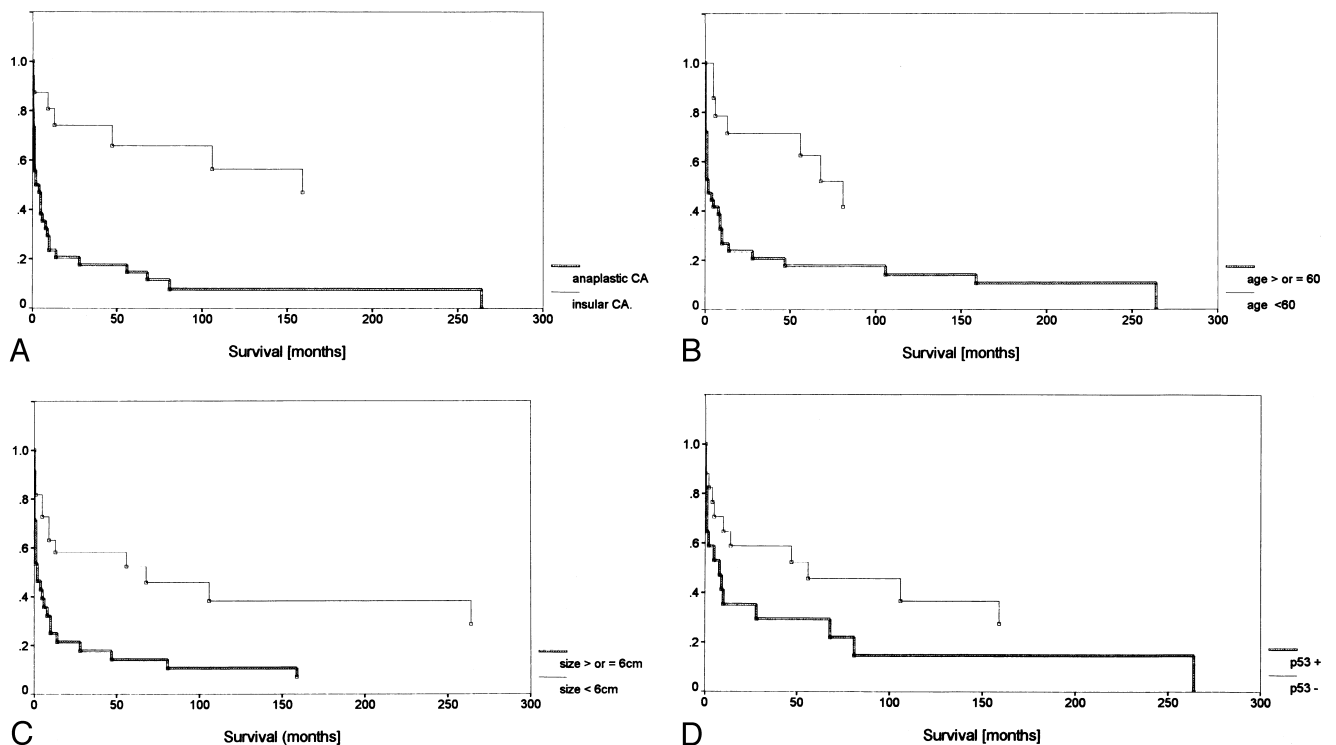 1.0
.8
.6
.4
.2
0
0 50 100 150 200 250 300
anaplastic CA
insular CA.
A
Survival [months]
1.0
.8
.6
.4
.2
0
0 50 100 150 200 250 300
age > or = 60
age <60
B
Survival [months]
1.0
.8
.6
.4
.2
0
0 50 100 150 200 250 300
size > or = 6cm
size < 6cm
C
Survival (months)
1.0
.8
.6
.4
.2
0
0 50 100 150 200 250 300
p53 +
p53 -
D
Survival [months]